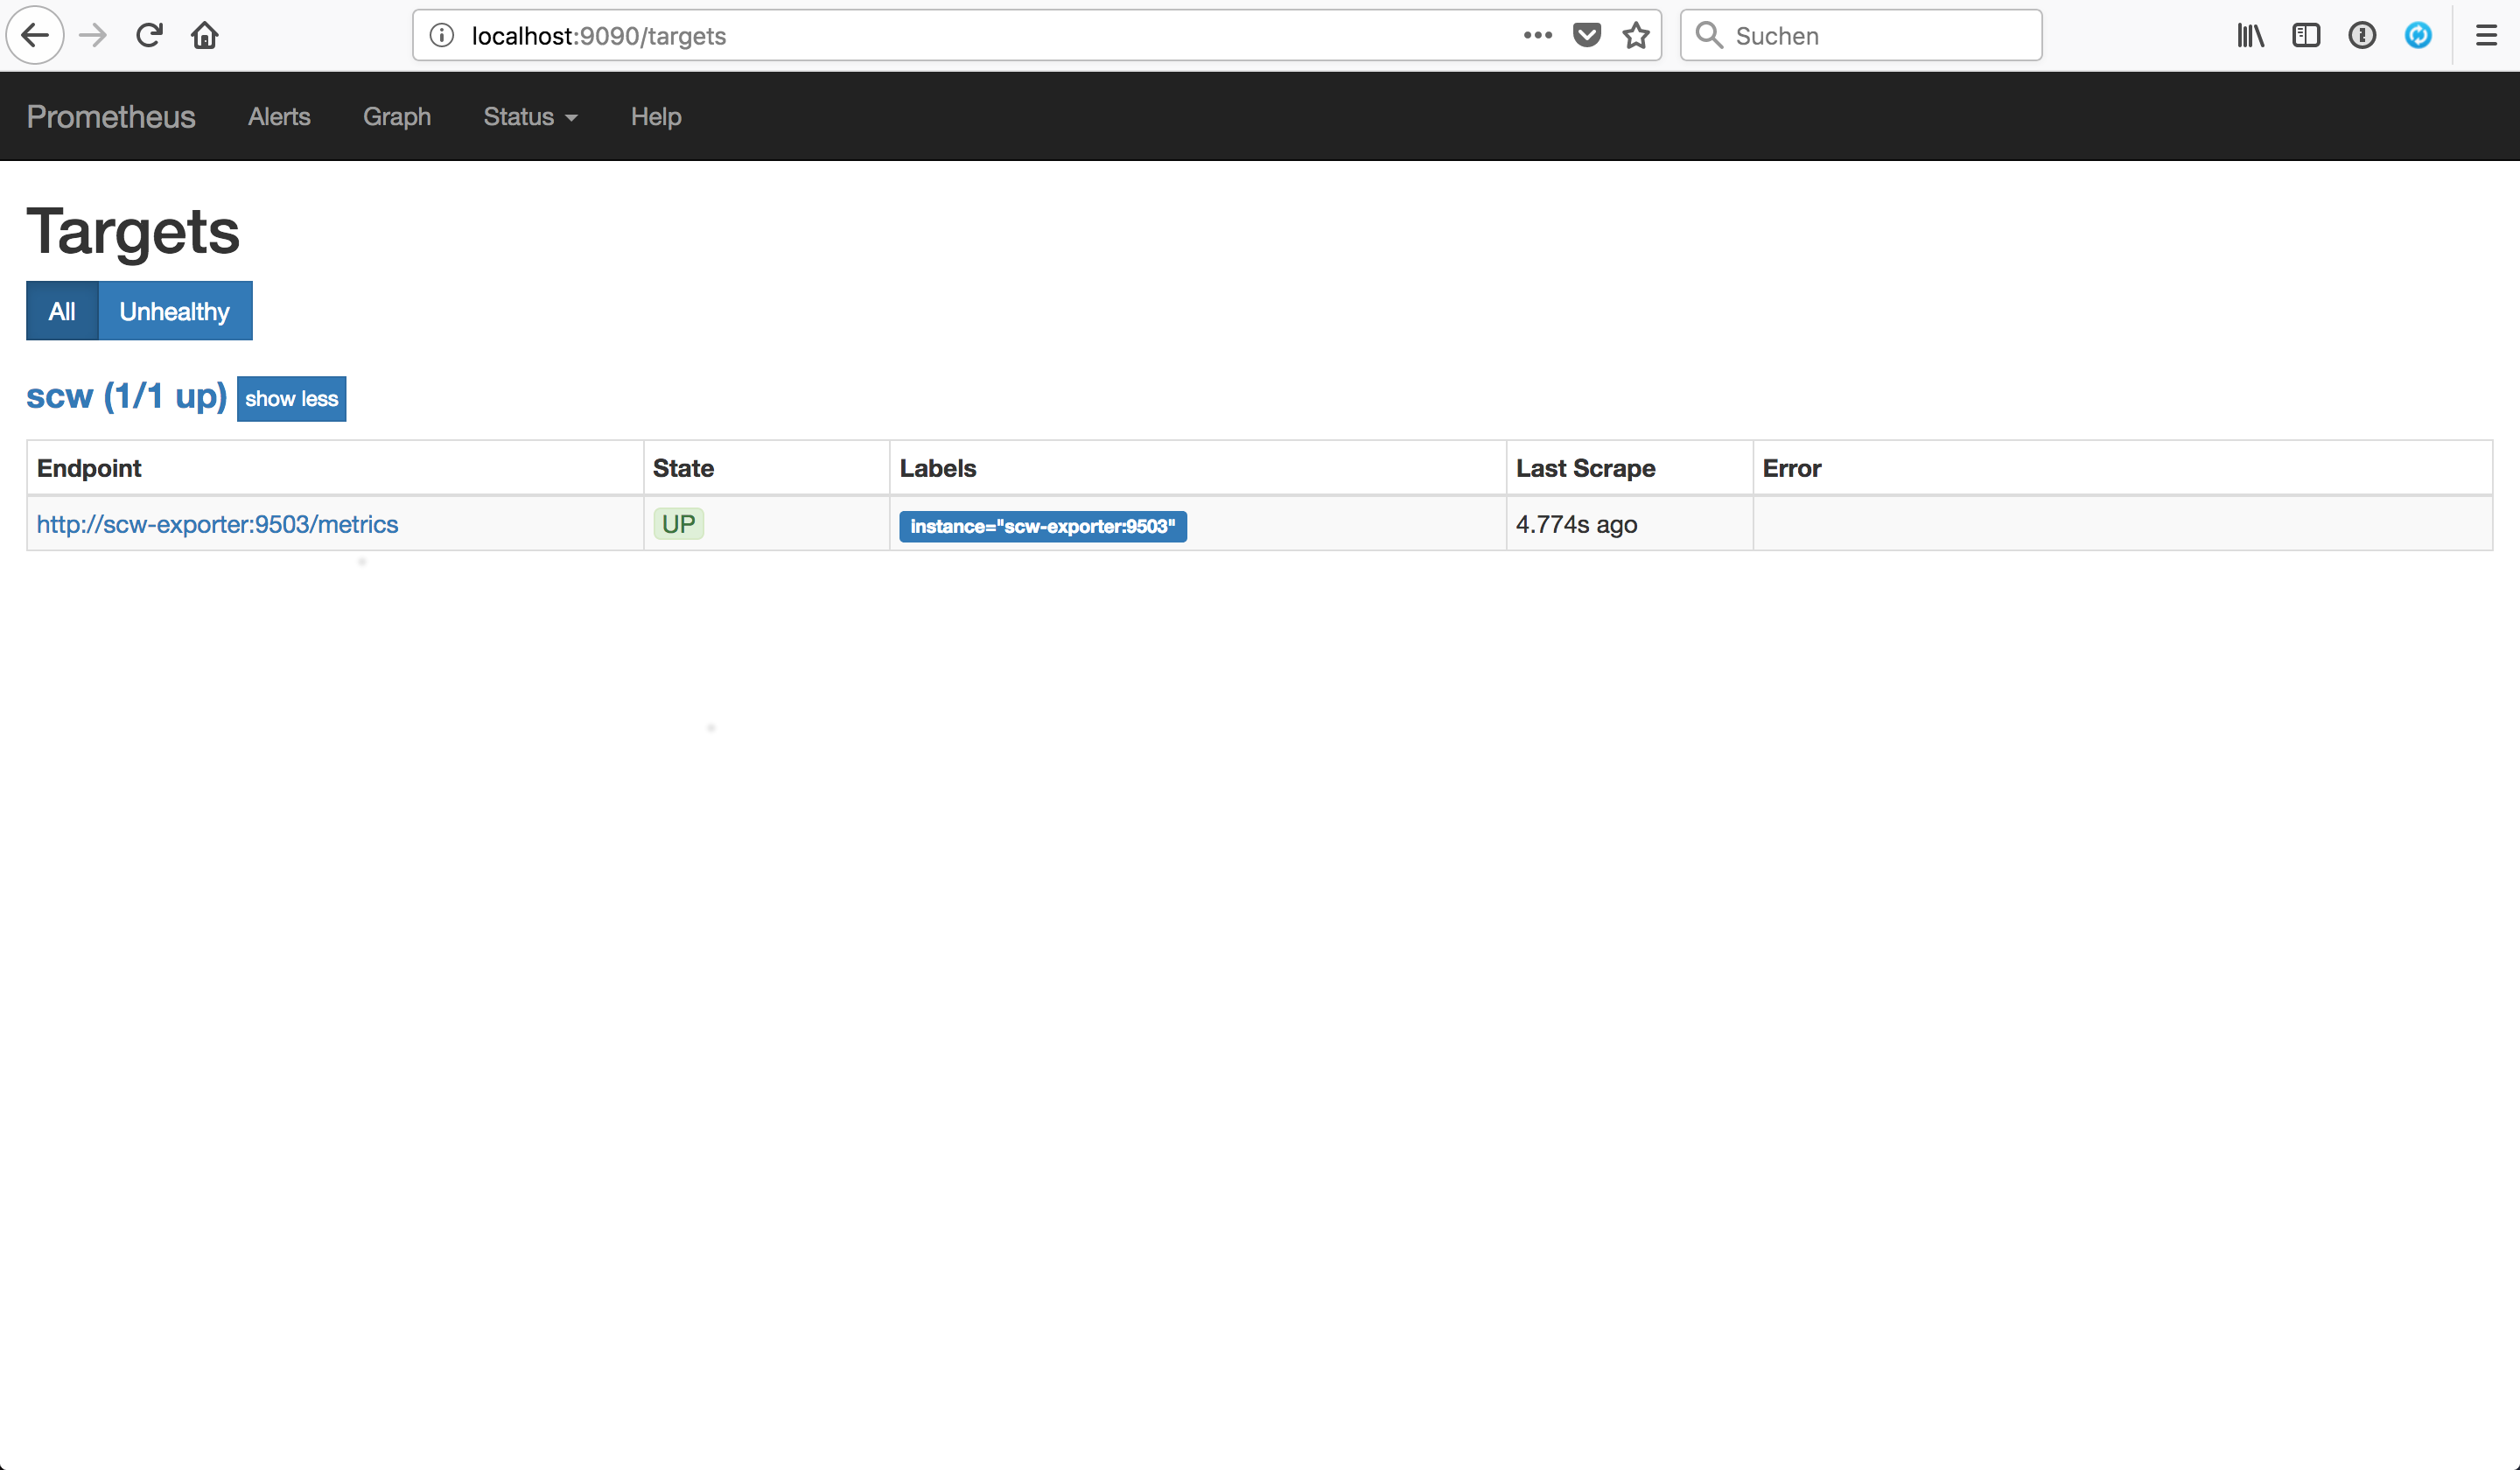 localhost:9090/targets
Suchen
Prometheus Alerts Graph Status Help
Targets
All Unhealthy
scw (1/1 up) show less
Endpoint State Labels Last Scrape Error
http://scw-exporter:9503/metrics UP instance="scw-exporter:9503" 4.774s ago